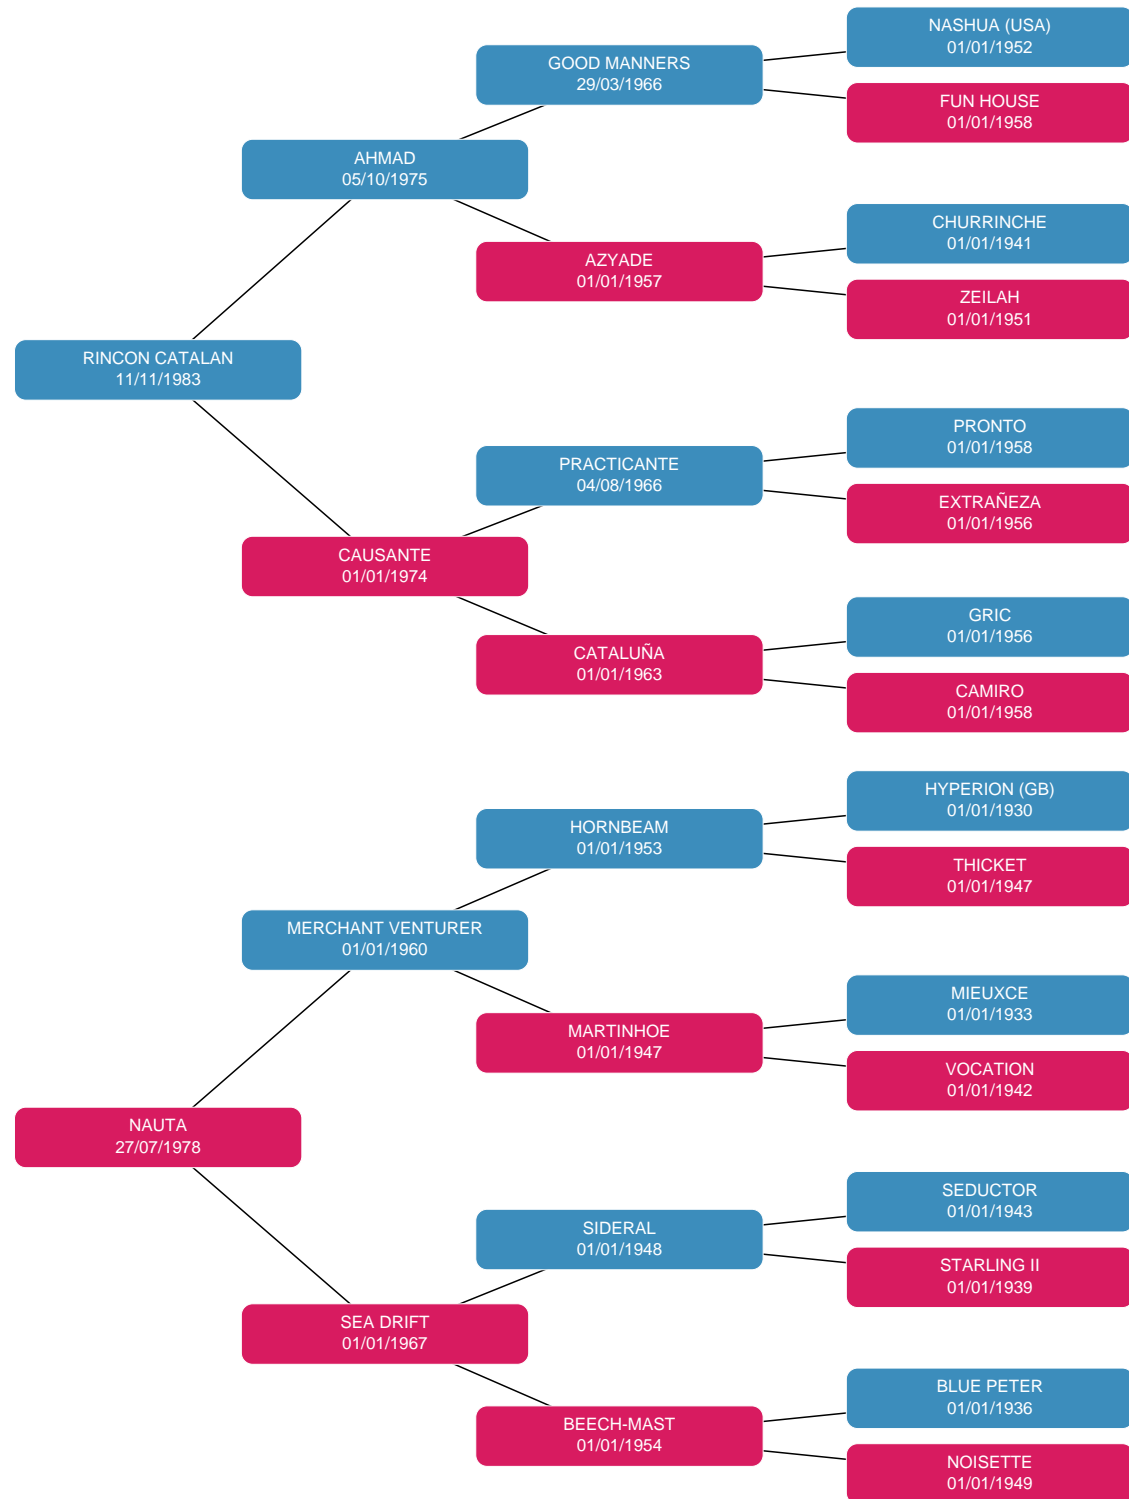 NASHUA (USA)
01/01/1952
GOOD MANNERS
29/03/1966
FUN HOUSE
01/01/1958
AHMAD
05/10/1975
CHURRINCHE
01/01/1941
AZYADE
01/01/1957
ZEILAH
01/01/1951
RINCON CATALAN
11/11/1983
PRONTO
01/01/1958
PRACTICANTE
04/08/1966
EXTRAÑEZA
01/01/1956
CAUSANTE
01/01/1974
GRIC
01/01/1956
CATALUÑA
01/01/1963
CAMIRO
01/01/1958
HYPERION (GB)
01/01/1930
HORNBEAM
01/01/1953
THICKET
01/01/1947
MERCHANT VENTURER
01/01/1960
MIEUXCE
01/01/1933
MARTINHOE
01/01/1947
VOCATION
01/01/1942
NAUTA
27/07/1978
SEDUCTOR
01/01/1943
SIDERAL
01/01/1948
STARLING II
01/01/1939
SEA DRIFT
01/01/1967
BLUE PETER
01/01/1936
BEECH-MAST
01/01/1954
NOISETTE
01/01/1949